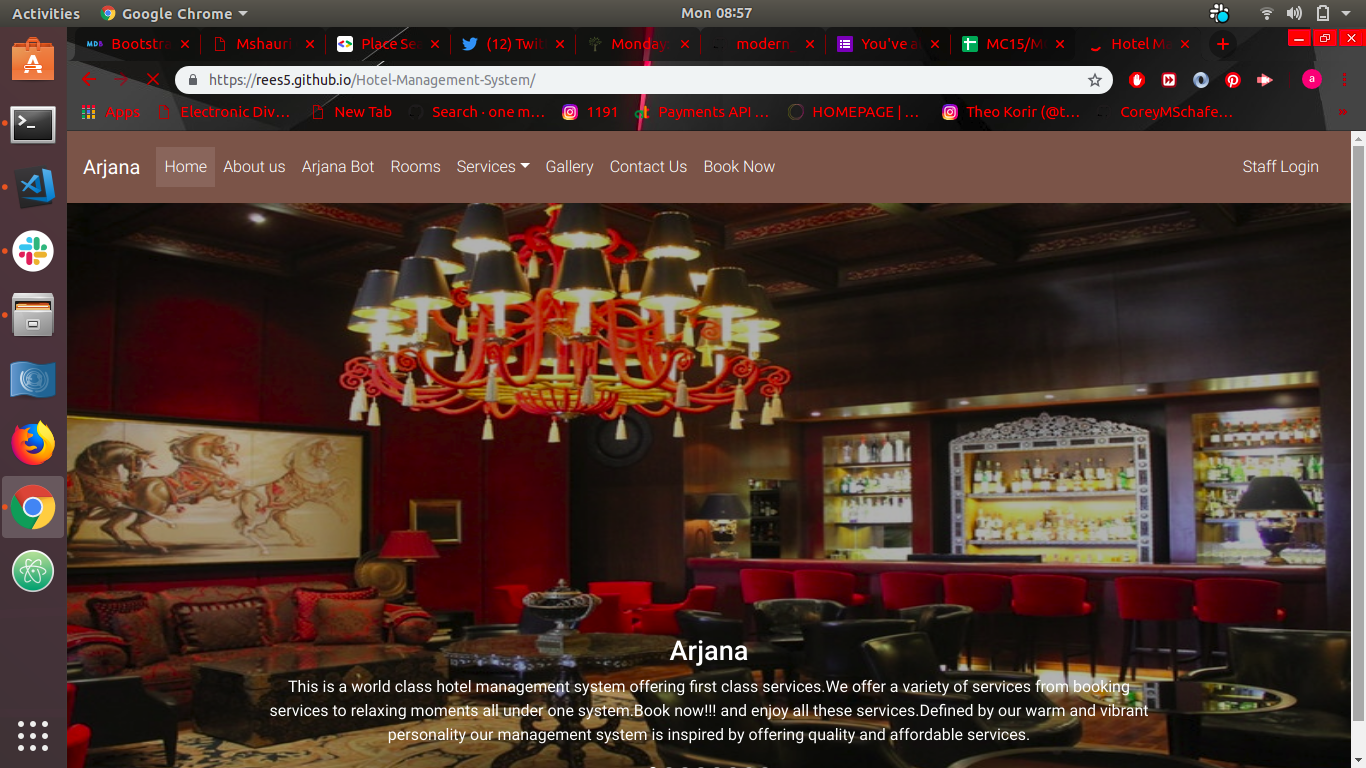 Activities Google Chrome Mon 08:57
Bootstra Mshauri Place Se (12) Twit Monday modern_ You've a MC15/M Hotel Ma
https://rees5.github.io/Hotel-Management-System/
Apps Electronic Div… New Tab Search · one m… 1191 Payments API … HOMEPAGE | … Theo Korir (@t… CoreyMSchafe… »
Arjana Home About us Arjana Bot Rooms Services Gallery Contact Us Book Now Staff Login
Arjana
This is a world class hotel management system offering first class services.We offer a variety of services from booking
services to relaxing moments all under one system.Book now!!! and enjoy all these services.Defined by our warm and vibrant
personality our management system is inspired by offering quality and affordable services.